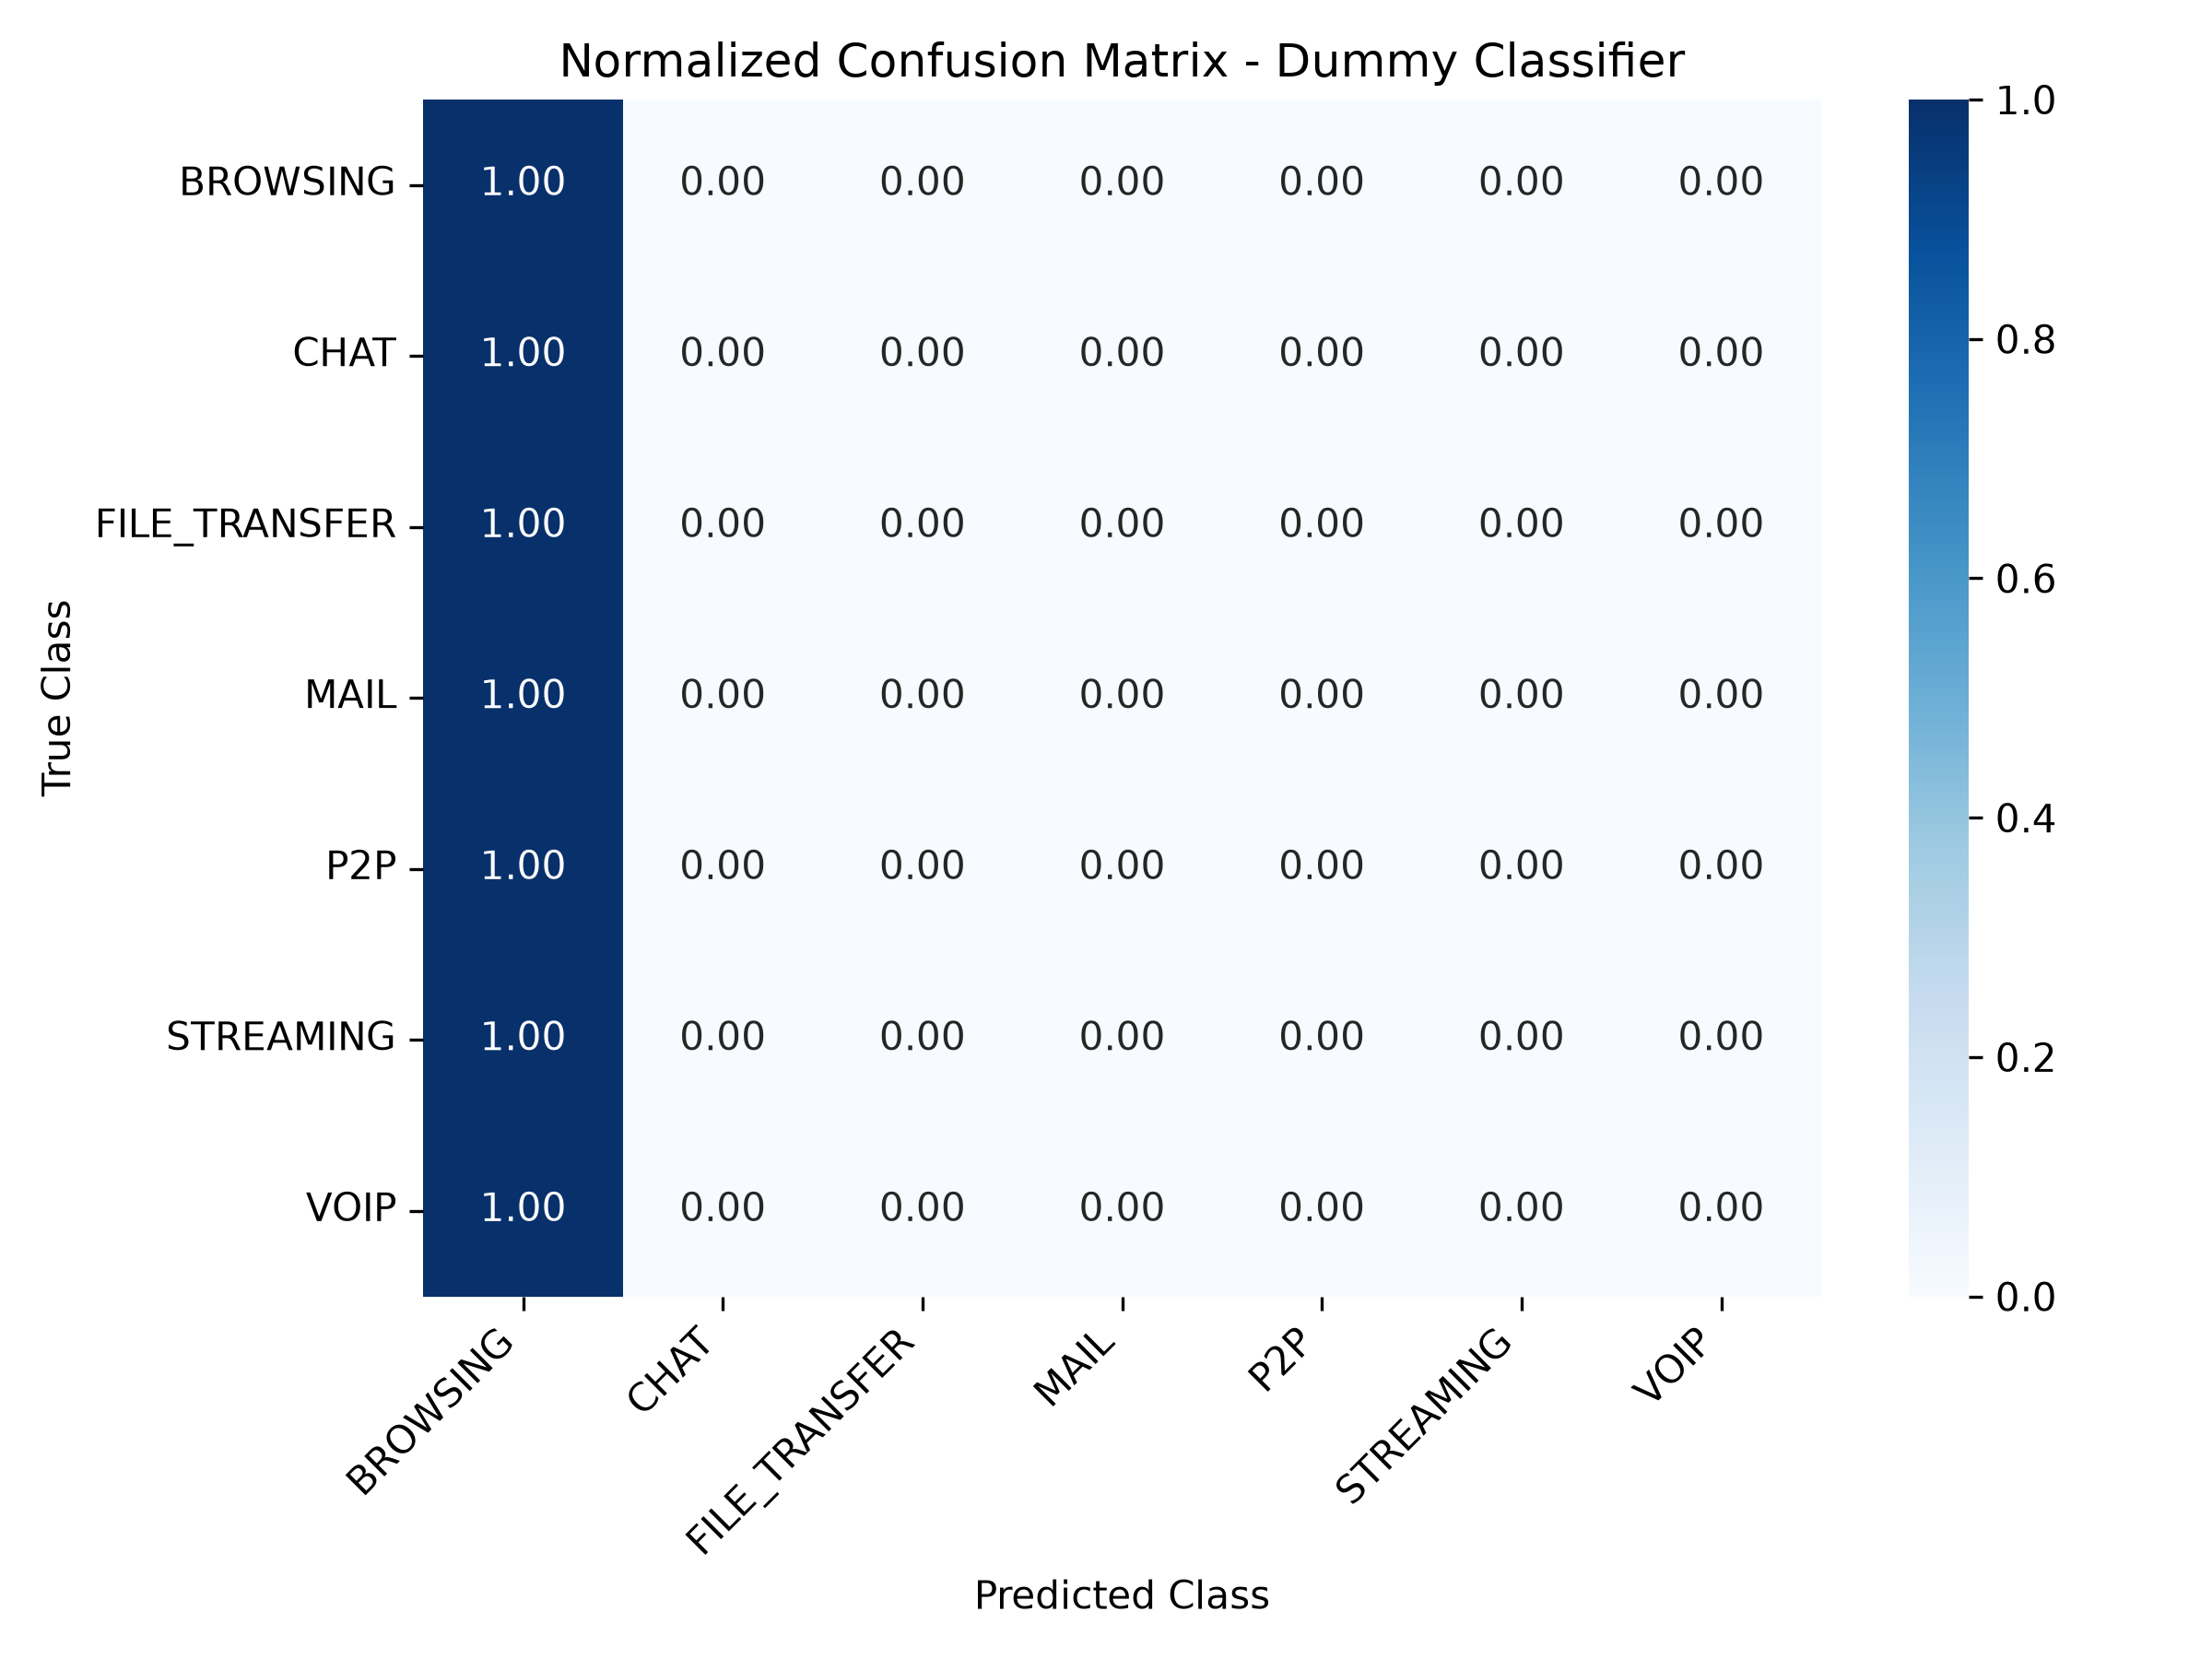 Normalized Confusion Matrix - Dummy Classifier
BROWSING 1.00 0.00 0.00 0.00 0.00 0.00 0.00
CHAT 1.00 0.00 0.00 0.00 0.00 0.00 0.00
FILE_TRANSFER 1.00 0.00 0.00 0.00 0.00 0.00 0.00
MAIL 1.00 0.00 0.00 0.00 0.00 0.00 0.00
P2P 1.00 0.00 0.00 0.00 0.00 0.00 0.00
STREAMING 1.00 0.00 0.00 0.00 0.00 0.00 0.00
VOIP 1.00 0.00 0.00 0.00 0.00 0.00 0.00
True Class
BROWSING CHAT FILE_TRANSFER MAIL P2P STREAMING VOIP
Predicted Class
1.0
0.8
0.6
0.4
0.2
0.0